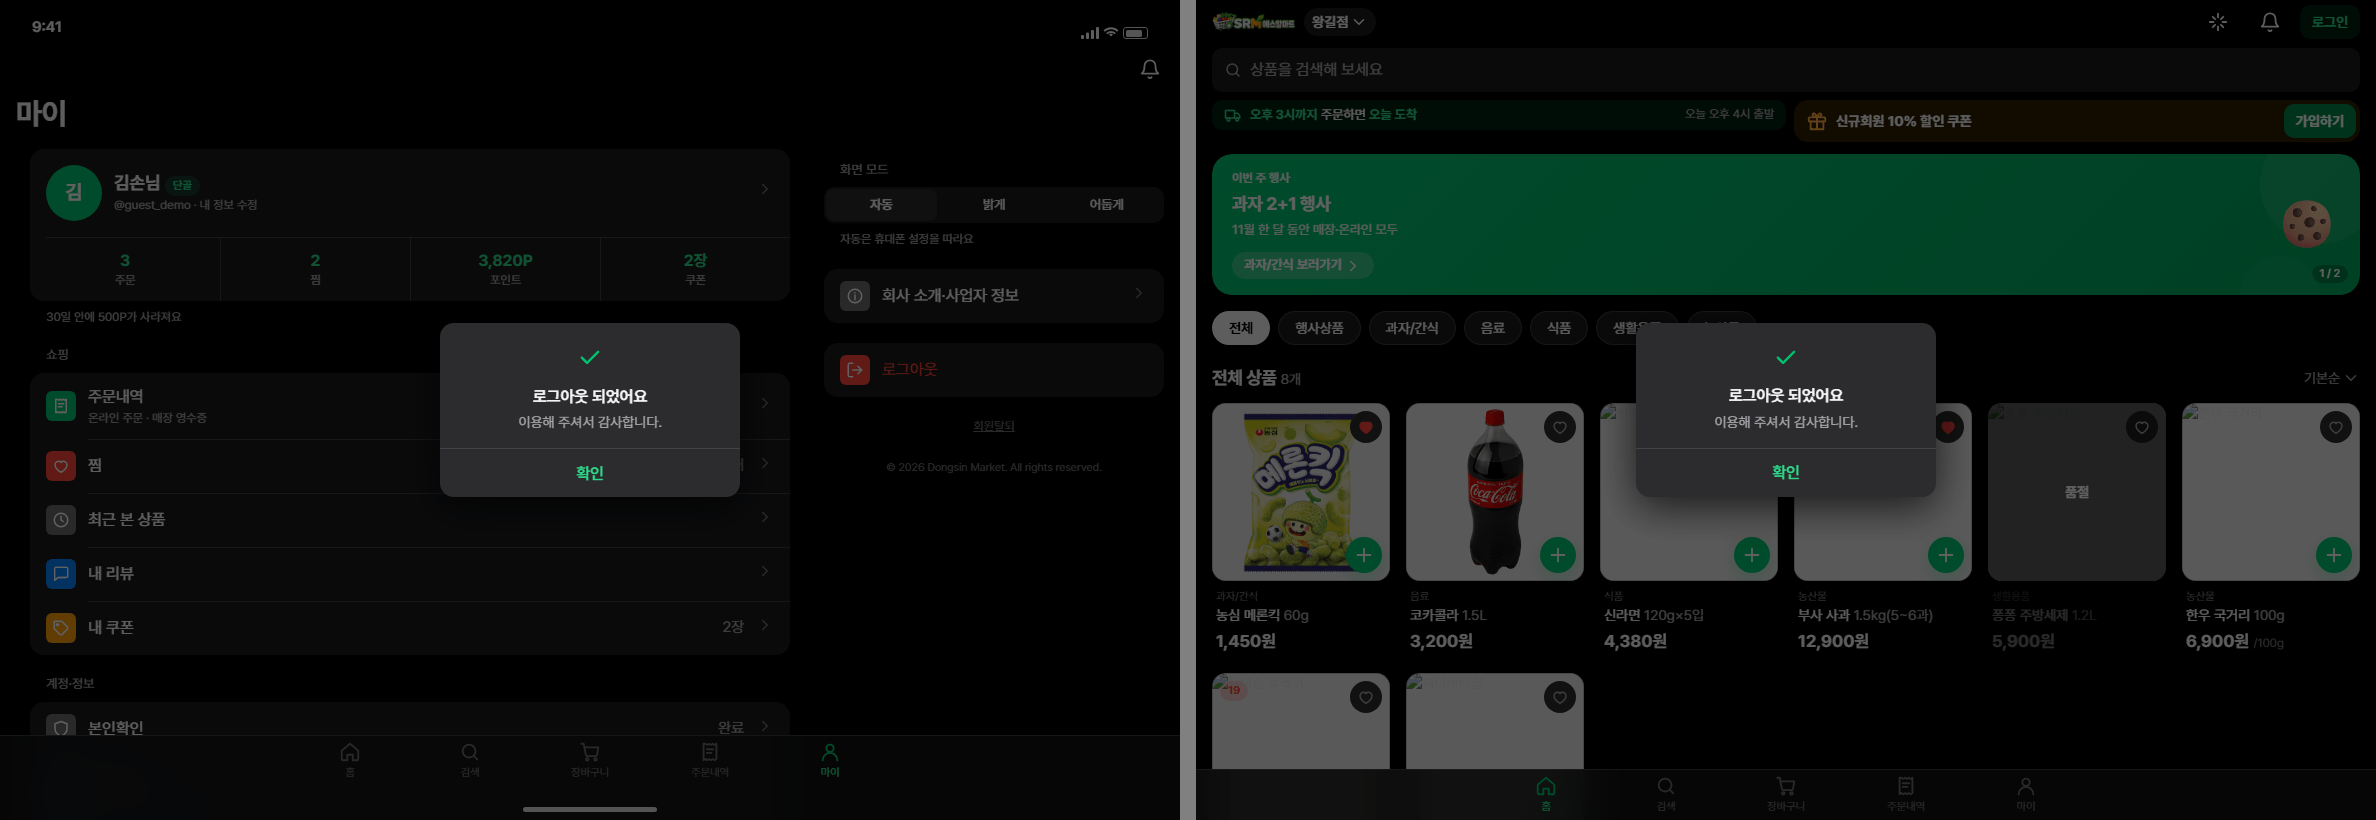 9:41
마이
김
김손님 단골
@guest_demo · 내 정보 수정
3
주문
2
찜
3,820P
포인트
2장
쿠폰
30일 안에 500P가 사라져요
쇼핑
주문내역
온라인 주문 · 매장 영수증
찜
최근 본 상품
내 리뷰
내 쿠폰
2장
계정·정보
본인확인
완료
화면 모드
자동
밝게
어둡게
자동은 휴대폰 설정을 따라요
회사 소개·사업자 정보
로그아웃
회원탈퇴
© 2026 Dongsin Market. All rights reserved.
로그아웃 되었어요
이용해 주셔서 감사합니다.
확인
홈
검색
장바구니
주문내역
마이
SRM 에스알마트
왕길점
로그인
상품을 검색해 보세요
오후 3시까지 주문하면 오늘 도착
오늘 오후 4시 출발
신규회원 10% 할인 쿠폰
가입하기
이번 주 행사
과자 2+1 행사
11월 한 달 동안 매장·온라인 모두
과자/간식 보러가기
1 / 2
전체
행사상품
과자/간식
음료
식품
전체 상품 8개
기본순
로그아웃 되었어요
이용해 주셔서 감사합니다.
확인
농심
메론킥
Coca-Cola
품절
과자/간식
농심 메론킥 60g
1,450원
음료
코카콜라 1.5L
3,200원
식품
신라면 120g×5입
4,380원
농산물
부사 사과 1.5kg(5~6과)
12,900원
생활용품
퐁퐁 주방세제 1.2L
5,900원
농산물
한우 국거리 100g
6,900원 /100g
19
홈
검색
장바구니
주문내역
마이